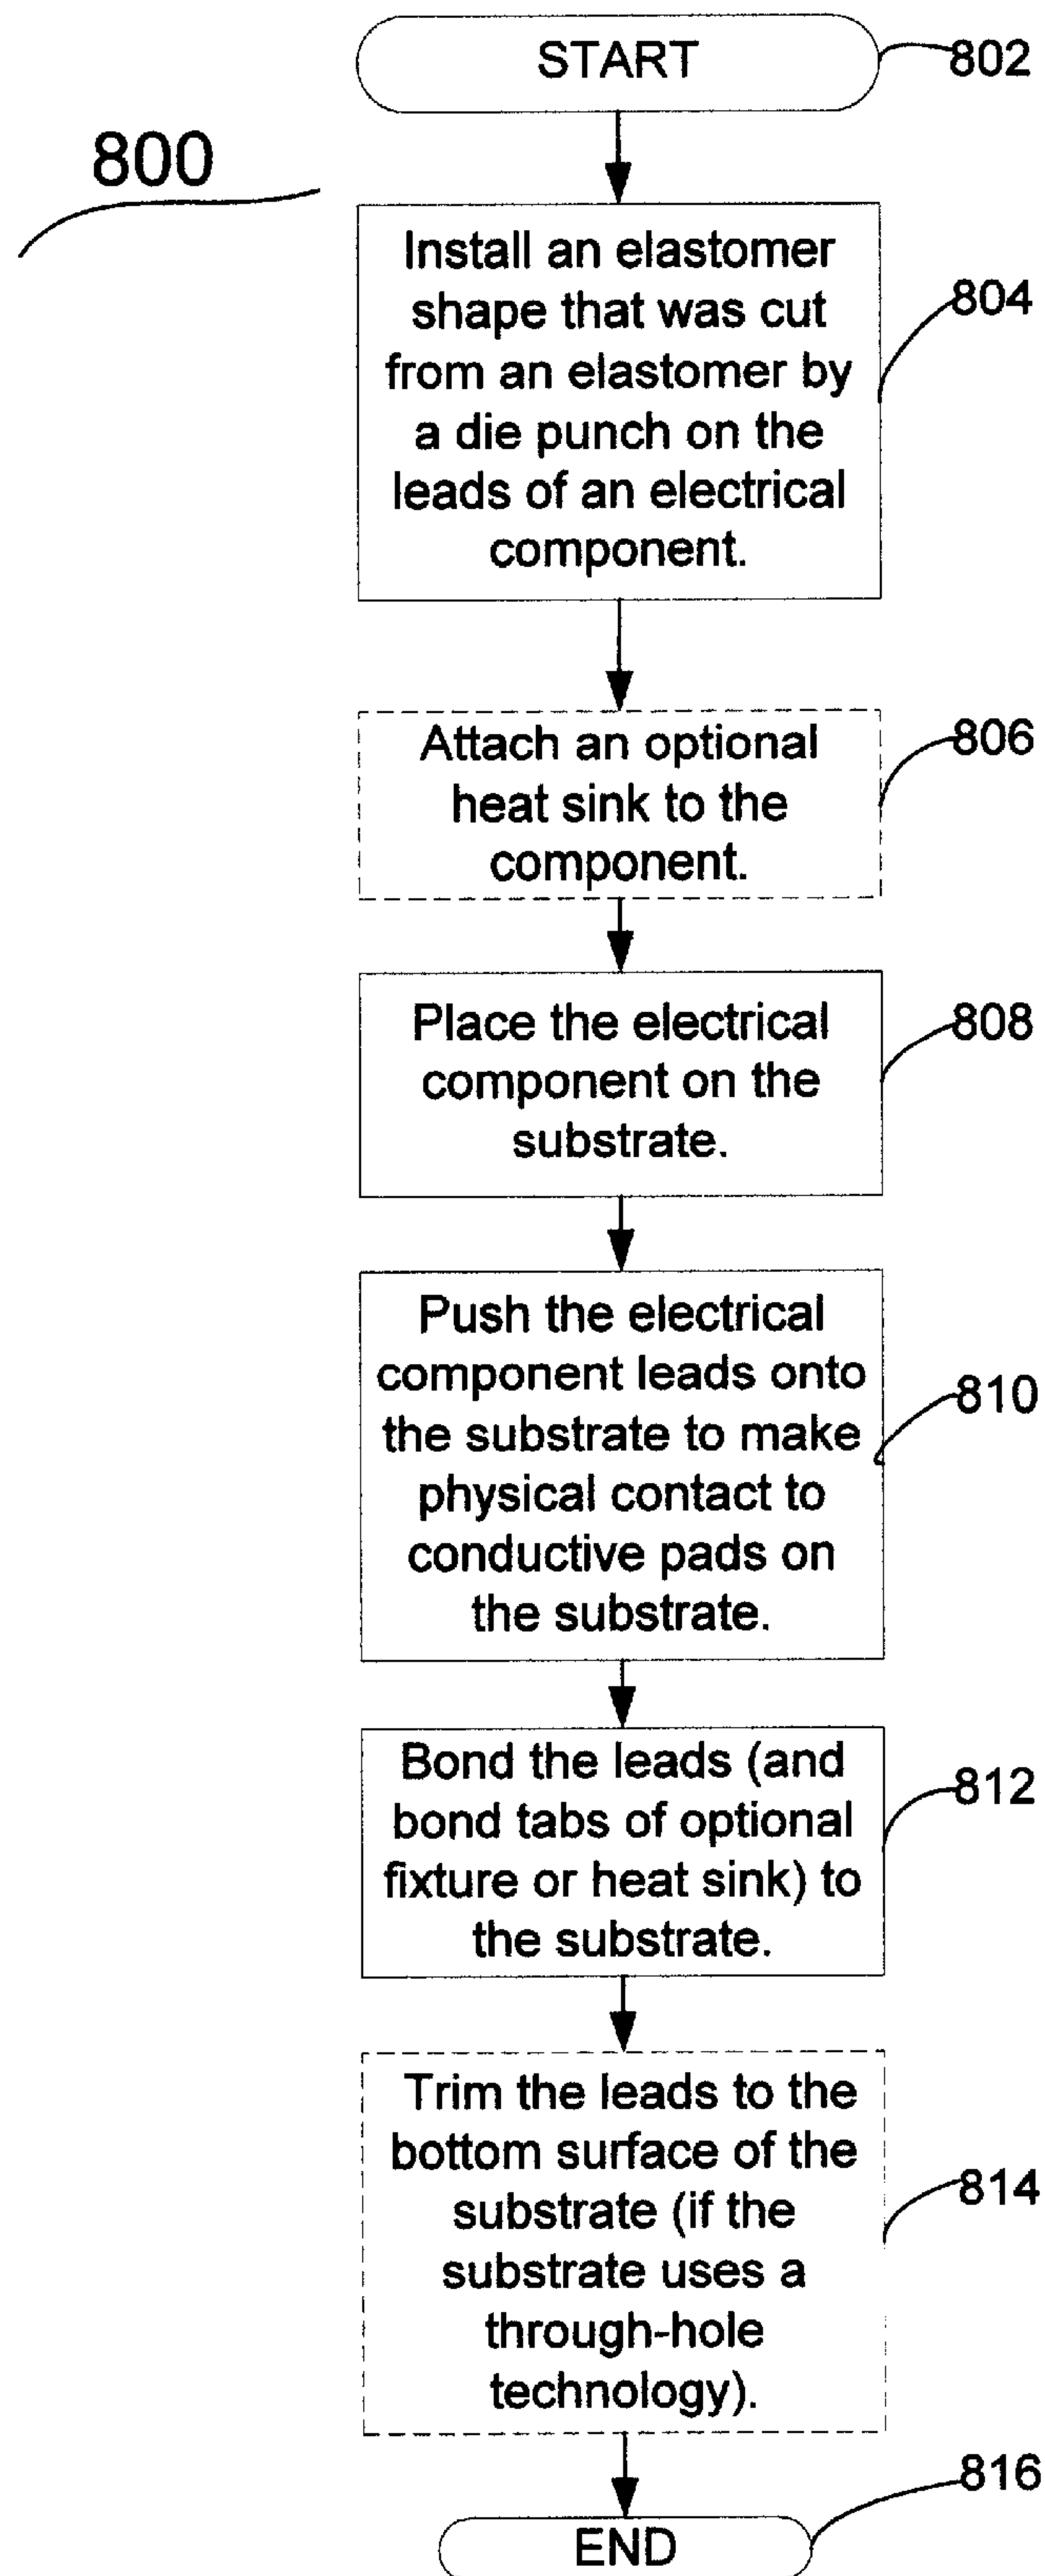 START
802
800
Install an elastomer
shape that was cut
from an elastomer by
a die punch on the
leads of an electrical
component.
804
Attach an optional
heat sink to the
component.
806
Place the electrical
component on the
substrate.
808
Push the electrical
component leads onto
the substrate to make
physical contact to
conductive pads on
the substrate.
810
Bond the leads (and
bond tabs of optional
fixture or heat sink) to
the substrate.
812
Trim the leads to the
bottom surface of the
substrate (if the
substrate uses a
through-hole
technology).
814
816
END